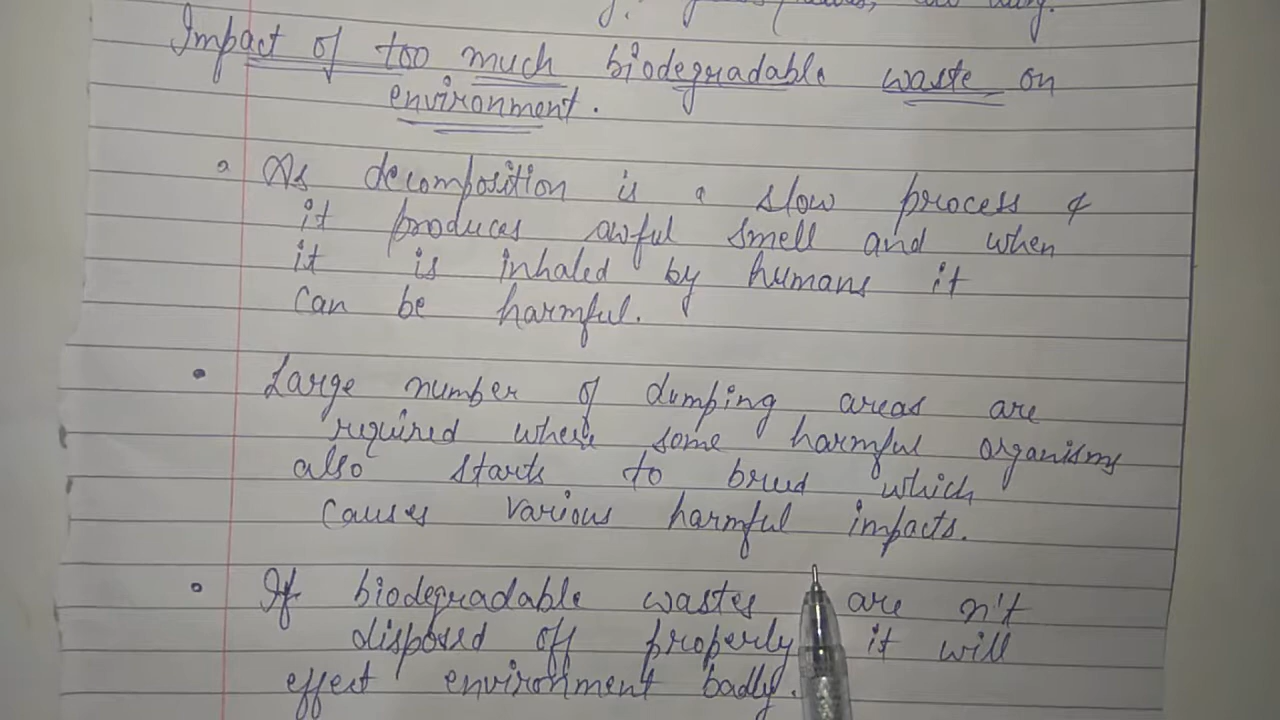 Impact of too much biodegradable waste on
environment.
As decomposition is a slow process &
it produces awful smell and when
it is inhaled by humans it
can be harmful.
• Large number of dumping areas are
required where some harmful organisms
also starts to breed which
causes various harmful impacts.
• If biodegradable wastes are n't
disposed off properly it will
effect environment badly.